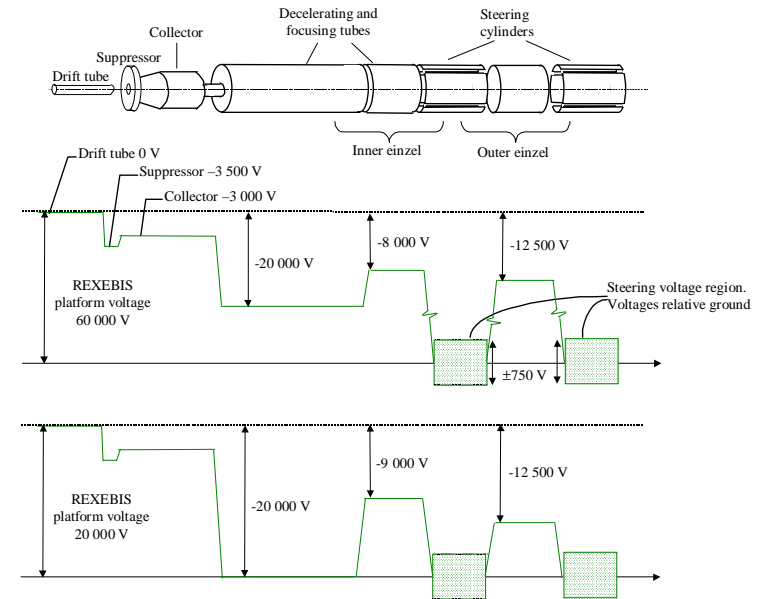 Decelerating and
focusing tubes
Steering
cylinders
Collector
Suppressor
Drift tube
Inner einzel
Outer einzel
Drift tube 0 V
Suppressor –3 500 V
Collector –3 000 V
-8 000 V
-12 500 V
-20 000 V
REXEBIS
platform voltage
60 000 V
Steering voltage region.
Voltages relative ground
±750 V
-9 000 V
-12 500 V
-20 000 V
REXEBIS
platform voltage
20 000 V